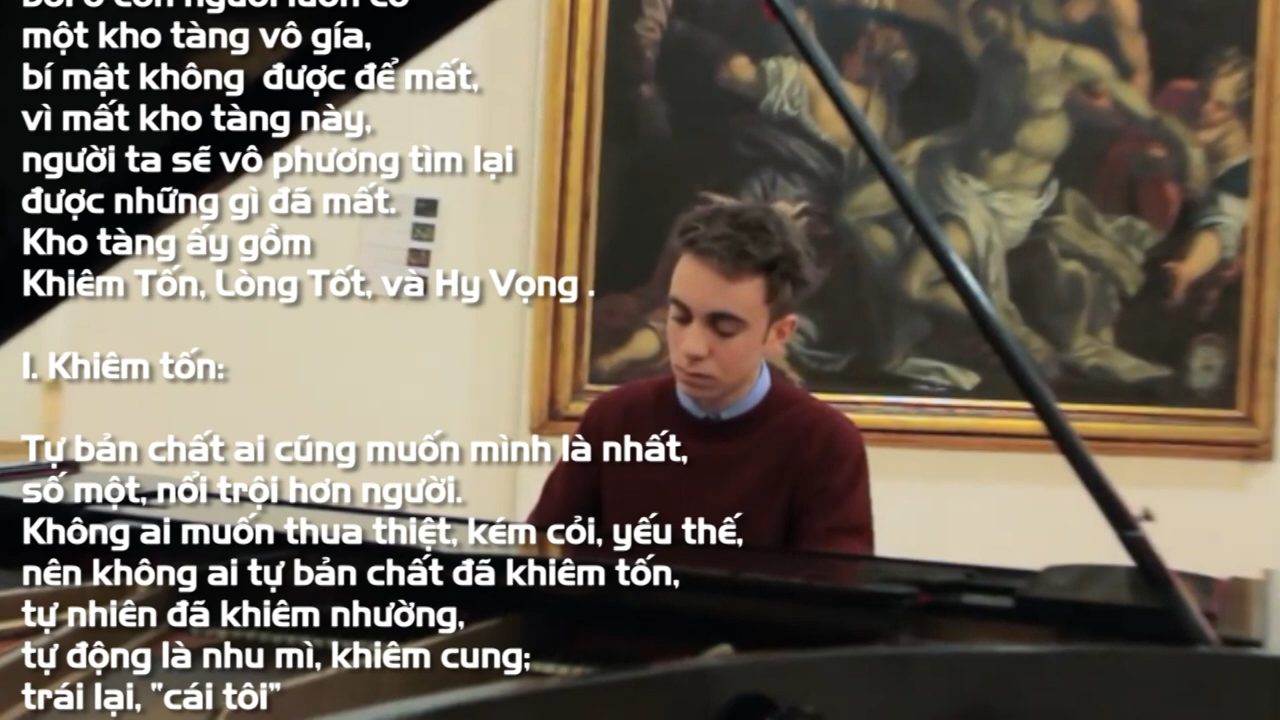 một kho tàng vô gía,
bí mật không  được để mất,
vì mất kho tàng này,
người ta sẽ vô phương tìm lại
được những gì đã mất.
Kho tàng ấy gồm
Khiêm Tốn, Lòng Tốt, và Hy Vọng .
I. Khiêm tốn:
Tự bản chất ai cũng muốn mình là nhất,
số một, nổi trội hơn người.
Không ai muốn thua thiệt, kém cỏi, yếu thế,
nên không ai tự bản chất đã khiêm tốn,
tự nhiên đã khiêm nhường,
tự động là nhu mì, khiêm cung;
trái lại, "cái tôi"